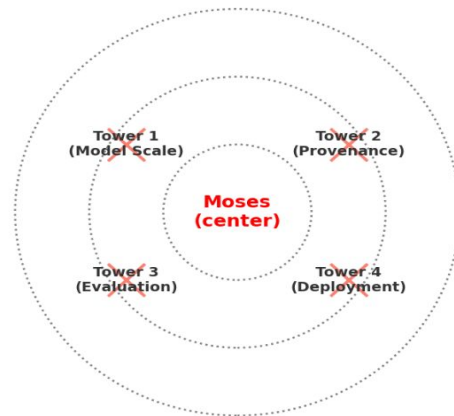 Tower 1
(Model Scale)
Tower 2
(Provenance)
Moses
(center)
Tower 3
(Evaluation)
Tower 4
(Deployment)